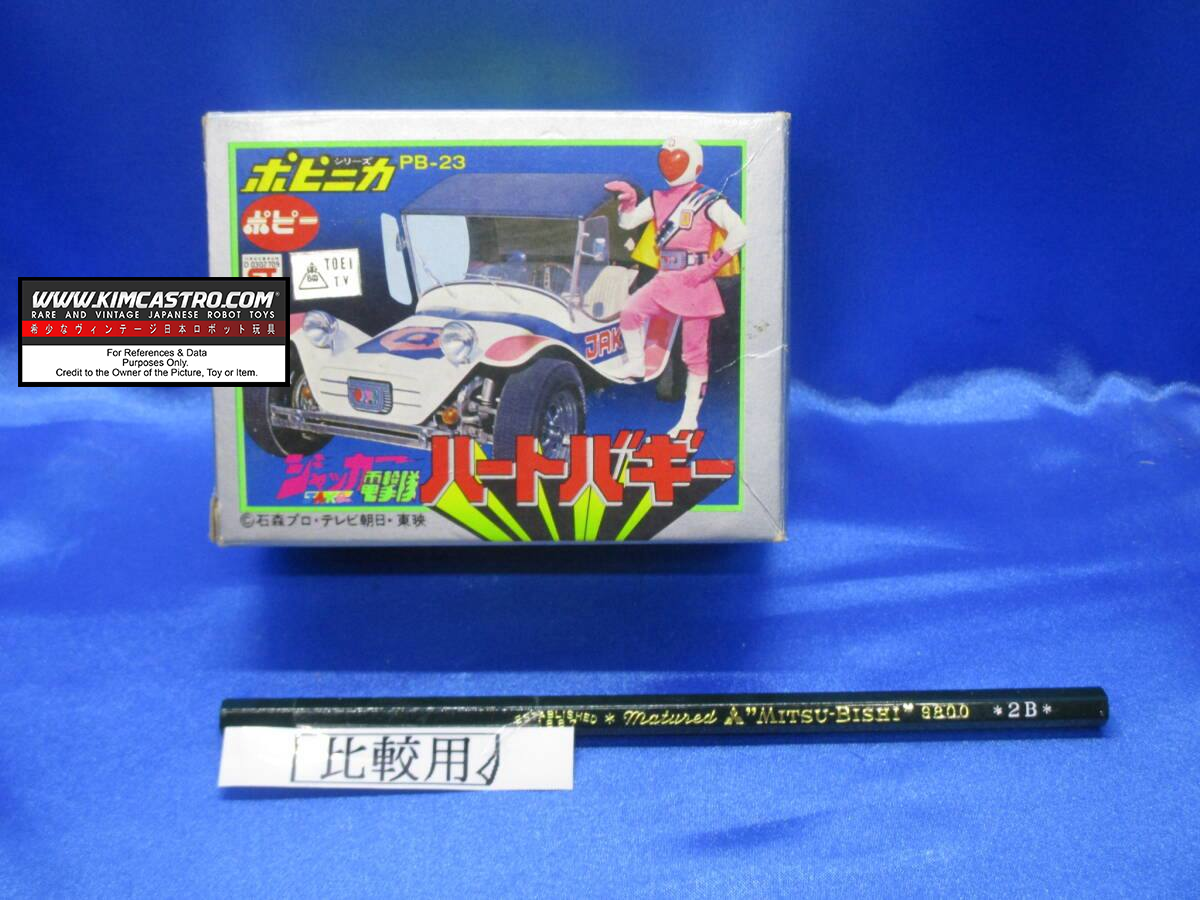 ポピニカ
シリーズ
PB-23
ポピー
ST
TOEI
TV
WWW.KIMCASTRO.COM®
RARE AND VINTAGE JAPANESE ROBOT TOYS
希少なヴィンテージ日本ロボット玩具
For References & Data
Purposes Only.
Credit to the Owner of the Picture, Toy or Item.
JAK
ジャッカー
電撃隊
ハートバギー
©石森プロ・テレビ朝日・東映
ESTABLISHED * Matured "MITSU-BISHI" 9800 *2B*
比較用